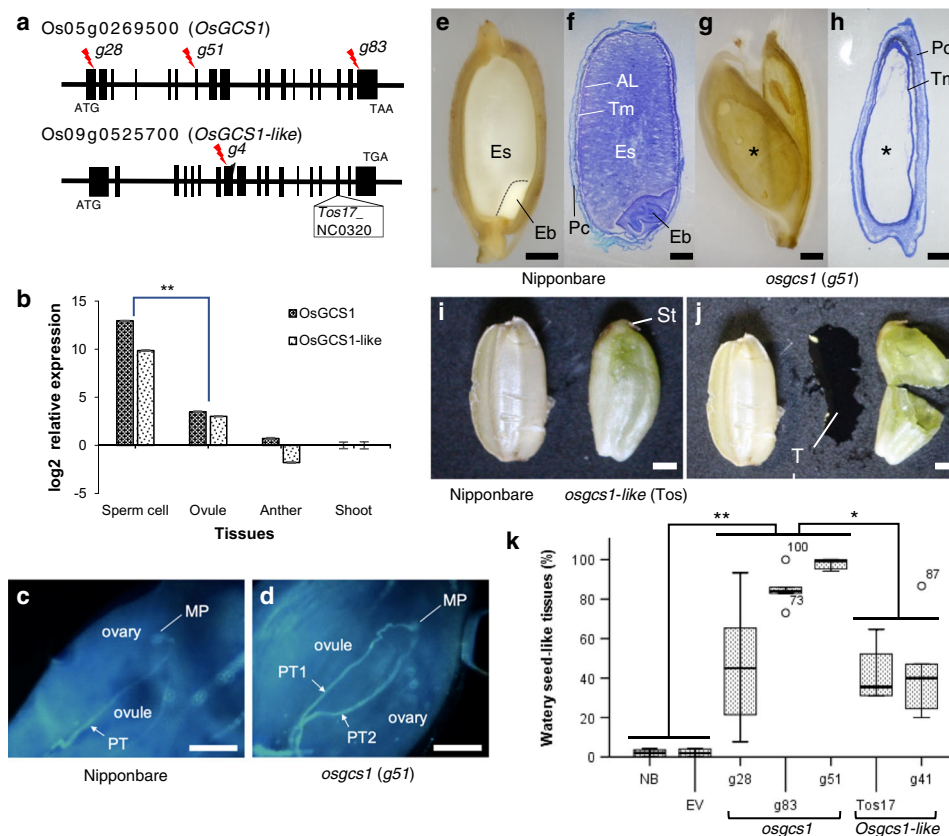 a
Os05g0269500 (OsGCS1)
g28
g51
g83
ATG
TAA
Os09g0525700 (OsGCS1-like)
g4
TGA
ATG
Tos17_
NC0320
b
**
OsGCS1
OsGCS1-like
log2 relative expression
15
10
5
0
-5
Sperm cell
Ovule
Anther
Shoot
Tissues
c
MP
ovary
ovule
PT
Nipponbare
d
MP
ovule
PT1
PT2
ovary
osgcs1 (g51)
e
Es
Eb
f
AL
Tm
Es
Pc
Eb
Nipponbare
g
*
h
Pc
Tm
*
osgcs1 (g51)
i
St
Nipponbare
osgcs1-like (Tos)
j
T
k
**
*
Watery seed-like tissues (%)
100
80
60
40
20
0
100
73
87
NB
EV
g28
g83
g51
Tos17
g41
osgcs1
Osgcs1-like